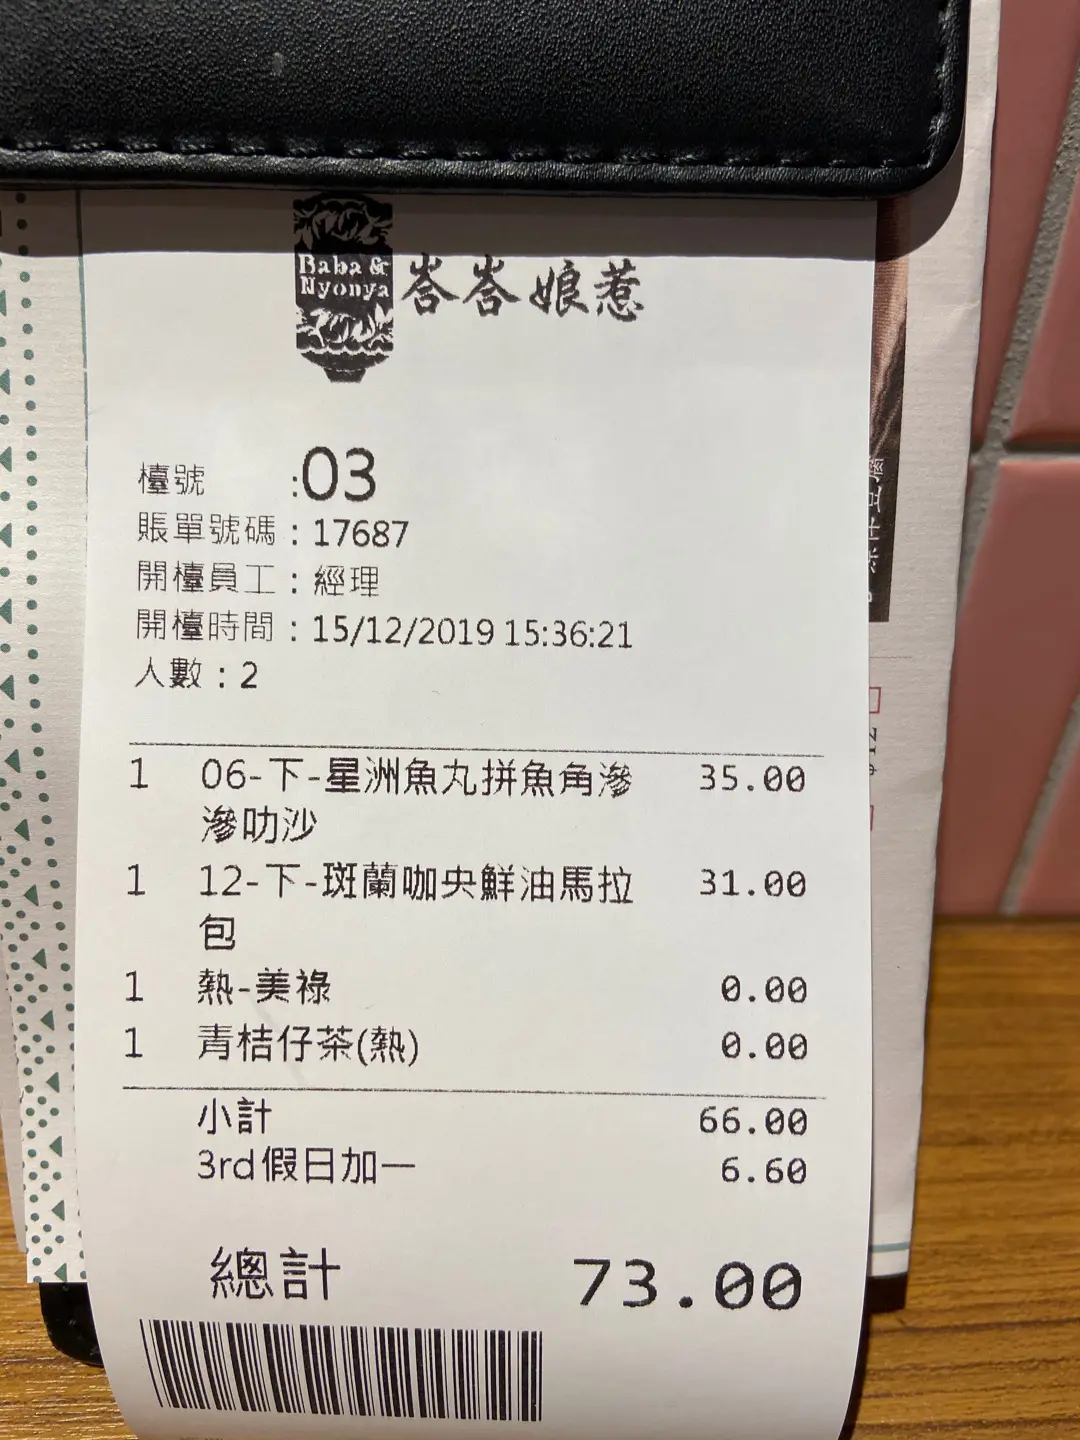 Baba &
Nyonya
峇峇娘惹
檯號 :03
賬單號碼 : 17687
開檯員工 : 經理
開檯時間 : 15/12/2019 15:36:21
人數 : 2
1 06-下-星洲魚丸拼魚角滲 35.00
滲叻沙
1 12-下-斑蘭咖央鮮油馬拉 31.00
包
1 熱-美祿 0.00
1 青桔仔茶(熱) 0.00
小計 66.00
3rd假日加一 6.60
總計 73.00